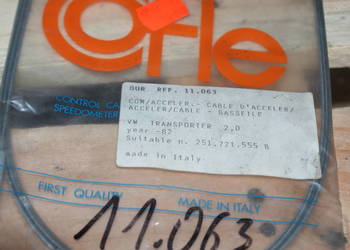 Cofle
OUR REF. 11.063
CONTROL CA
SPEEDOMETER
COM/ACCELER.- CABLE D'ACCELER/
ACCELER/CABLE - GASSEILE
VW TRANSPORTER 2,0
year -82
Suitable n. 251.721.555 B
made in Italy
FIRST QUALITY MADE IN ITALY
11.063